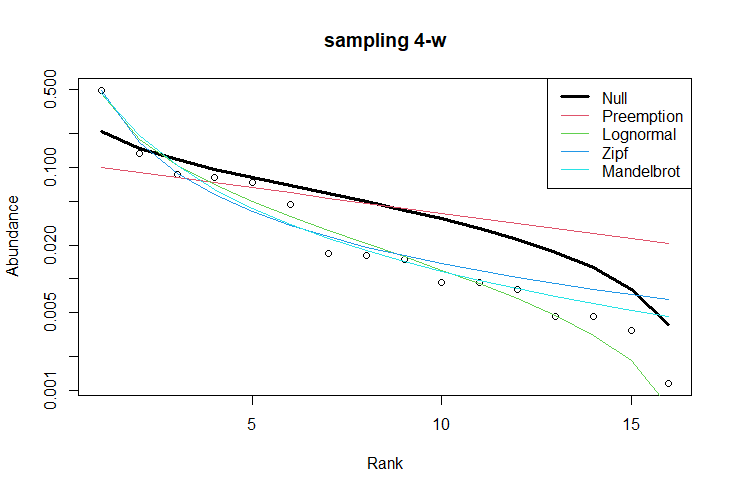 sampling 4-w
Null
Preemption
Lognormal
Zipf
Mandelbrot
0.500
0.100
0.020
0.005
0.001
Abundance
5
10
15
Rank